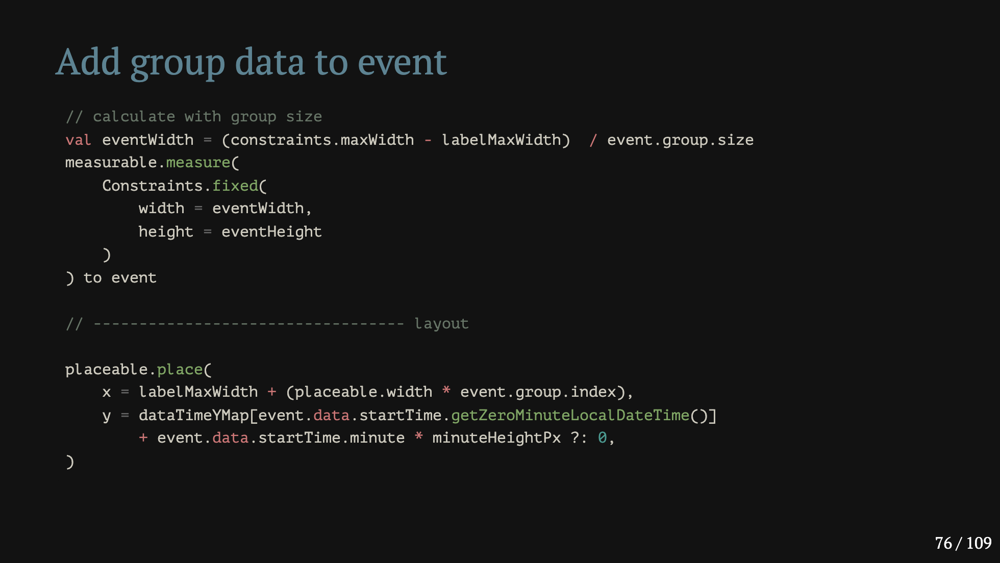 Add group data to event
// calculate with group size
val eventWidth = (constraints.maxWidth - labelMaxWidth)  / event.group.size
measurable.measure(
    Constraints.fixed(
        width = eventWidth,
        height = eventHeight
    )
) to event
// ---------------------------------- layout
placeable.place(
    x = labelMaxWidth + (placeable.width * event.group.index),
    y = dataTimeYMap[event.data.startTime.getZeroMinuteLocalDateTime()]
        + event.data.startTime.minute * minuteHeightPx ?: 0,
)
76 / 109